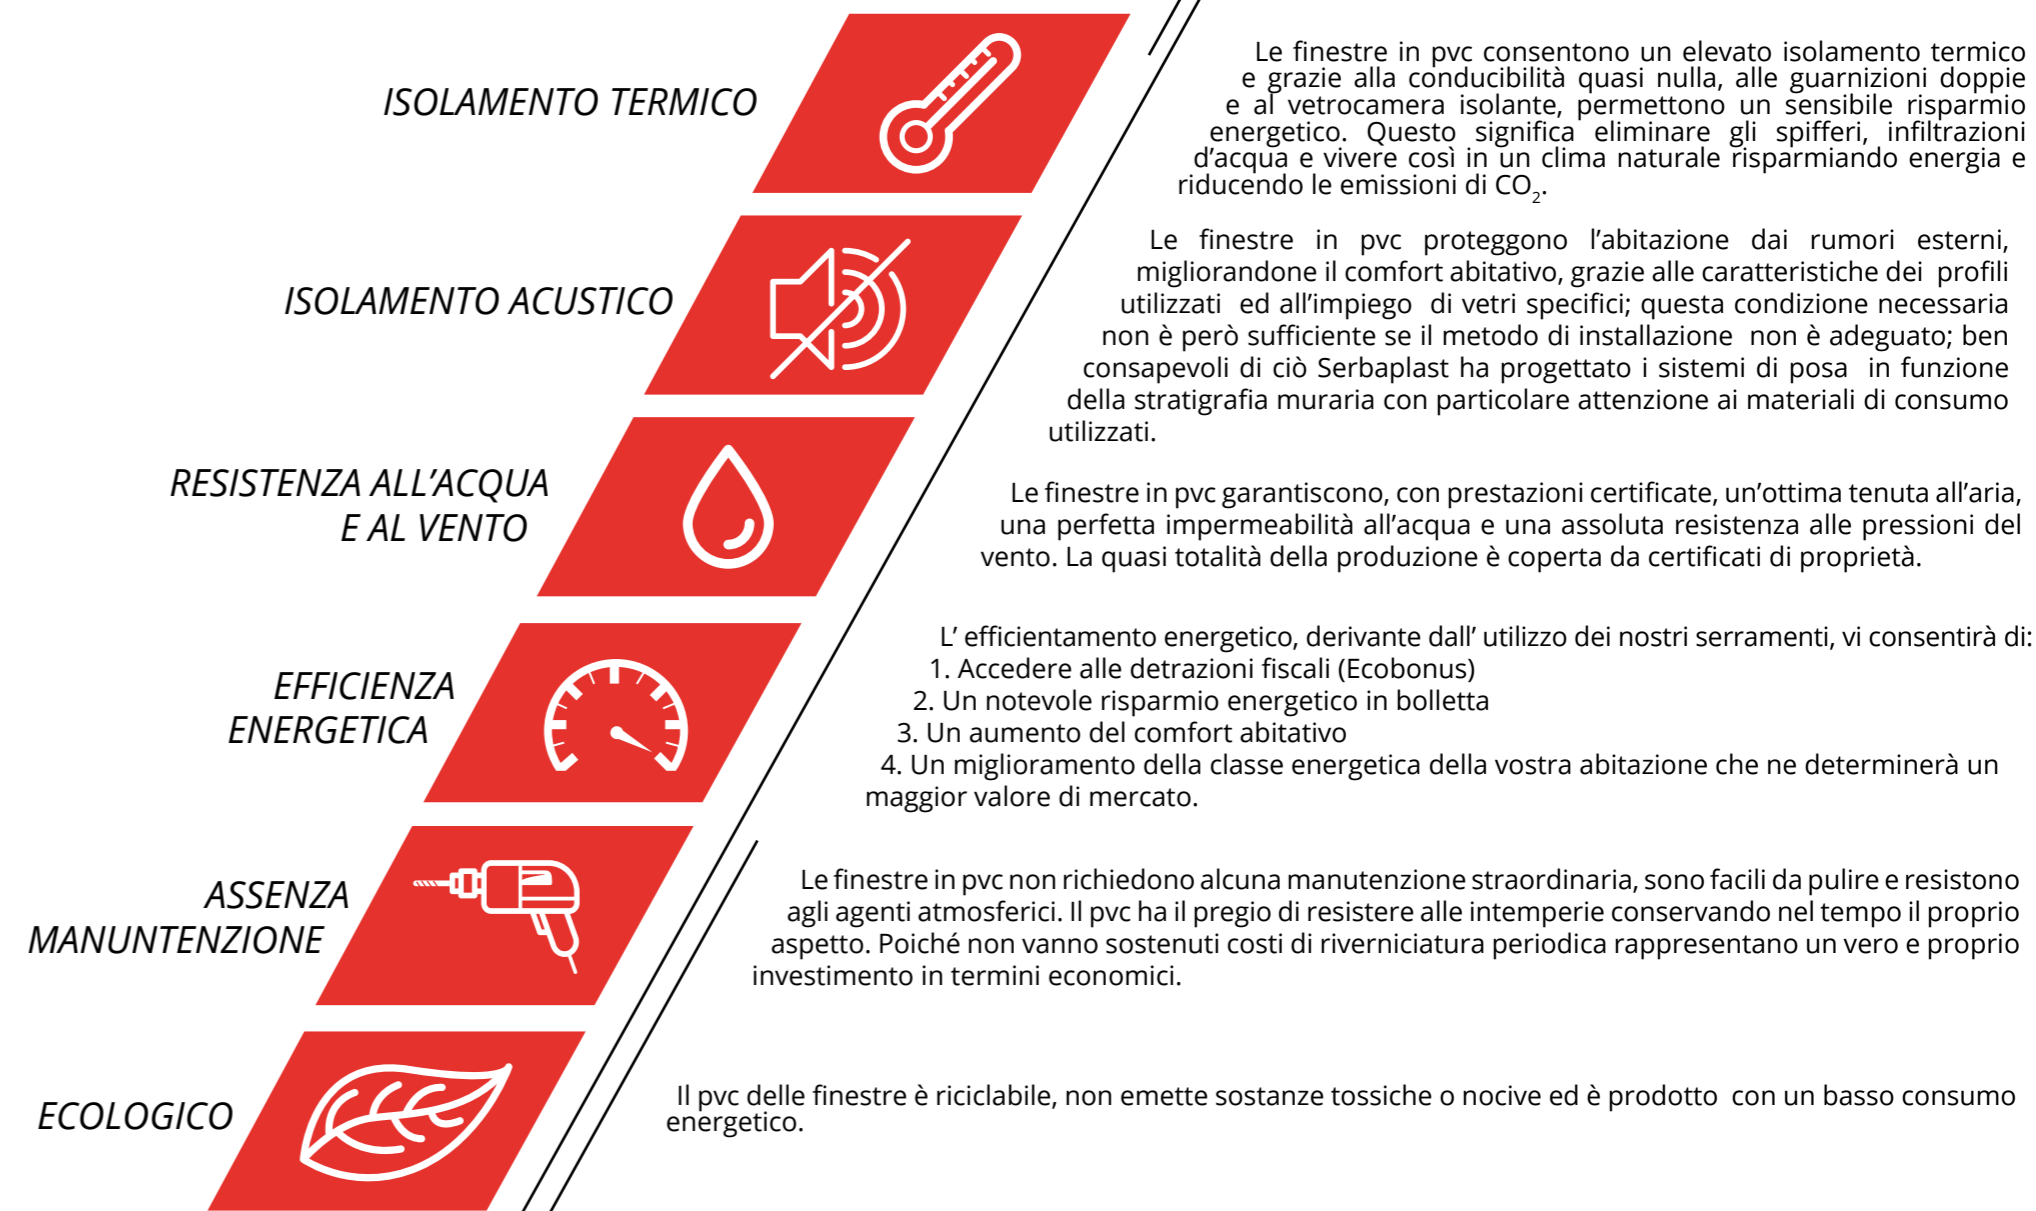 ISOLAMENTO TERMICO
Le finestre in pvc consentono un elevato isolamento termico
e grazie alla conducibilità quasi nulla, alle guarnizioni doppie
e al vetrocamera isolante, permettono un sensibile risparmio
energetico. Questo significa eliminare gli spifferi, infiltrazioni
d’acqua e vivere così in un clima naturale risparmiando energia e
riducendo le emissioni di CO₂.
ISOLAMENTO ACUSTICO
Le finestre in pvc proteggono l’abitazione dai rumori esterni,
migliorandone il comfort abitativo, grazie alle caratteristiche dei profili
utilizzati ed all’impiego di vetri specifici; questa condizione necessaria
non è però sufficiente se il metodo di installazione non è adeguato; ben
consapevoli di ciò Serbaplast ha progettato i sistemi di posa in funzione
della stratigrafia muraria con particolare attenzione ai materiali di consumo
utilizzati.
RESISTENZA ALL’ACQUA
E AL VENTO
Le finestre in pvc garantiscono, con prestazioni certificate, un’ottima tenuta all’aria,
una perfetta impermeabilità all’acqua e una assoluta resistenza alle pressioni del
vento. La quasi totalità della produzione è coperta da certificati di proprietà.
EFFICIENZA
ENERGETICA
L’ efficientamento energetico, derivante dall’ utilizzo dei nostri serramenti, vi consentirà di:
1. Accedere alle detrazioni fiscali (Ecobonus)
2. Un notevole risparmio energetico in bolletta
3. Un aumento del comfort abitativo
4. Un miglioramento della classe energetica della vostra abitazione che ne determinerà un
maggior valore di mercato.
ASSENZA
MANUNTENZIONE
Le finestre in pvc non richiedono alcuna manutenzione straordinaria, sono facili da pulire e resistono
agli agenti atmosferici. Il pvc ha il pregio di resistere alle intemperie conservando nel tempo il proprio
aspetto. Poiché non vanno sostenuti costi di riverniciatura periodica rappresentano un vero e proprio
investimento in termini economici.
ECOLOGICO
Il pvc delle finestre è riciclabile, non emette sostanze tossiche o nocive ed è prodotto con un basso consumo
energetico.